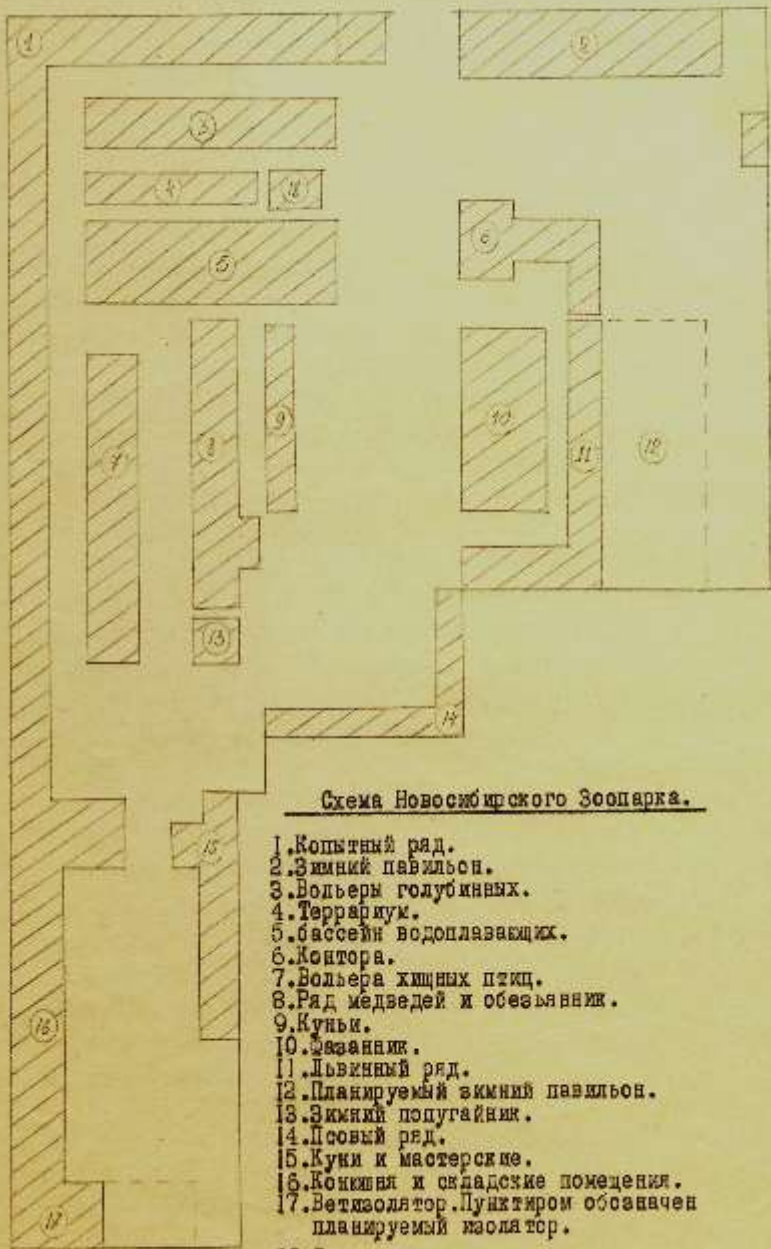 1
2
3
4
18
5
6
7
8
9
10
11
12
13
14
15
16
17
Схема Новосибирского Зоопарка.
1.Копытный ряд.
2.Зимний павильон.
3.Вольеры голубинных.
4.Террариум.
5.бассейн водоплавающих.
6.Контора.
7.Вольера хищных птиц.
8.Ряд медведей и обезьянник.
9.Куньи.
10.Фазанник.
11.Львинный ряд.
12.Планируемый зимний павильон.
13.Зимний попугайник.
14.Псовый ряд.
15.Куни и мастерские.
16.Конюшня и складские помещения.
17.Ветизолятор.Пунктиром обозначен
планируемый изолятор.